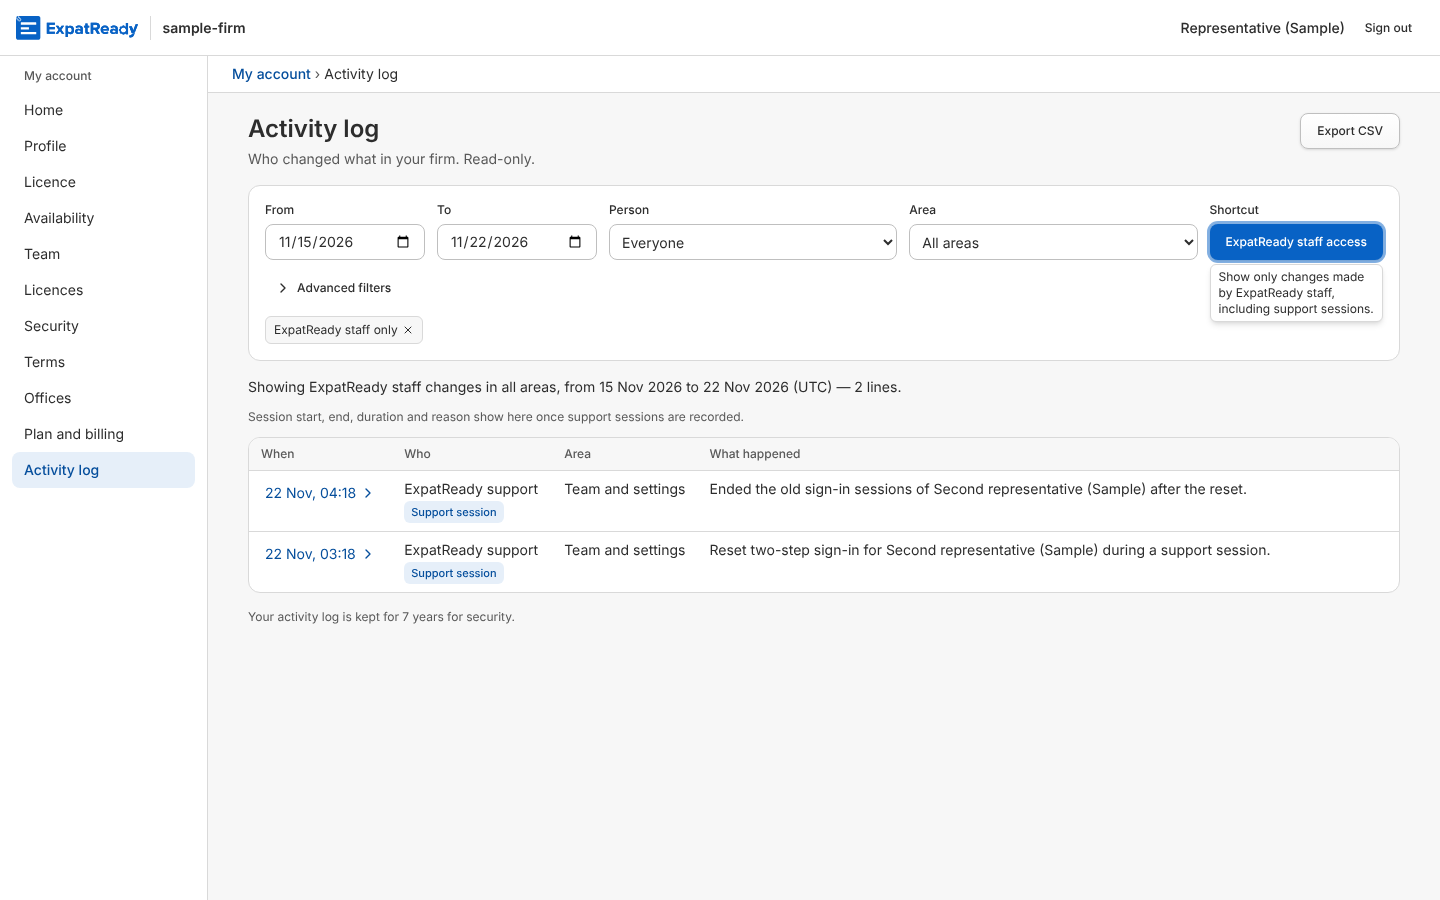 ExpatReady
sample-firm
Representative (Sample)
Sign out
My account
Home
Profile
Licence
Availability
Team
Licences
Security
Terms
Offices
Plan and billing
Activity log
My account › Activity log
Activity log
Export CSV
Who changed what in your firm. Read-only.
From
To
Person
Area
Shortcut
11/15/2026
11/22/2026
Everyone
All areas
ExpatReady staff access
Show only changes made
by ExpatReady staff,
including support sessions.
Advanced filters
ExpatReady staff only ×
Showing ExpatReady staff changes in all areas, from 15 Nov 2026 to 22 Nov 2026 (UTC) — 2 lines.
Session start, end, duration and reason show here once support sessions are recorded.
When
Who
Area
What happened
22 Nov, 04:18
ExpatReady support
Support session
Team and settings
Ended the old sign-in sessions of Second representative (Sample) after the reset.
22 Nov, 03:18
ExpatReady support
Support session
Team and settings
Reset two-step sign-in for Second representative (Sample) during a support session.
Your activity log is kept for 7 years for security.